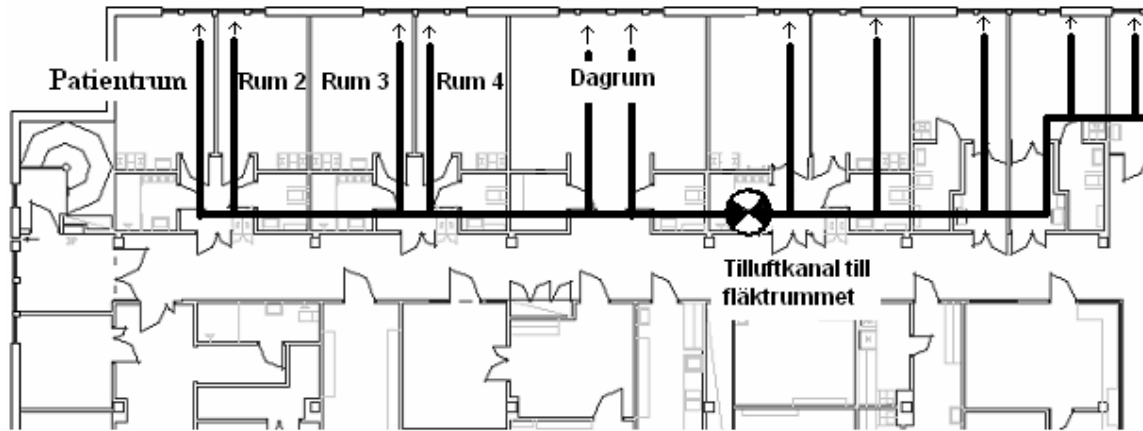 Patientrum
Rum 2
Rum 3
Rum 4
Dagrum
Tilluftkanal till
fläktrummet